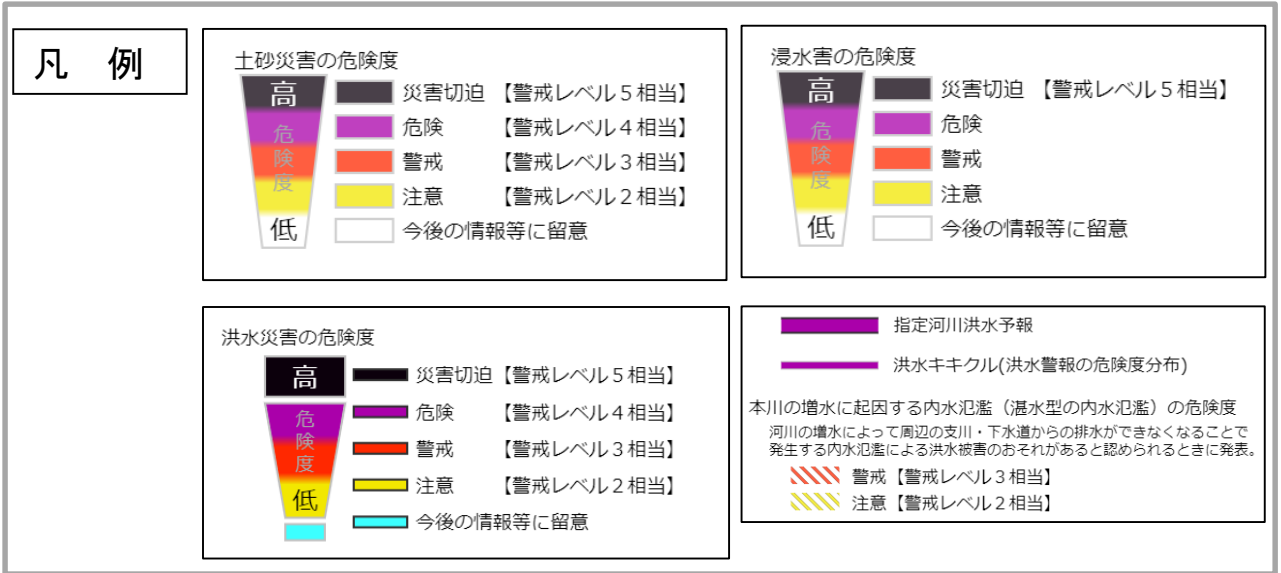 凡　例
土砂災害の危険度
高
危険度
低
災害切迫 【警戒レベル５相当】
危険 【警戒レベル４相当】
警戒 【警戒レベル３相当】
注意 【警戒レベル２相当】
今後の情報等に留意
浸水害の危険度
高
危険度
低
災害切迫 【警戒レベル５相当】
危険
警戒
注意
今後の情報等に留意
洪水災害の危険度
高
危険度
低
災害切迫【警戒レベル５相当】
危険 【警戒レベル４相当】
警戒 【警戒レベル３相当】
注意 【警戒レベル２相当】
今後の情報等に留意
指定河川洪水予報
洪水キキクル(洪水警報の危険度分布)
本川の増水に起因する内水氾濫（湛水型の内水氾濫）の危険度
河川の増水によって周辺の支川・下水道からの排水ができなくなることで
発生する内水氾濫による洪水被害のおそれがあると認められるときに発表。
警戒【警戒レベル３相当】
注意【警戒レベル２相当】